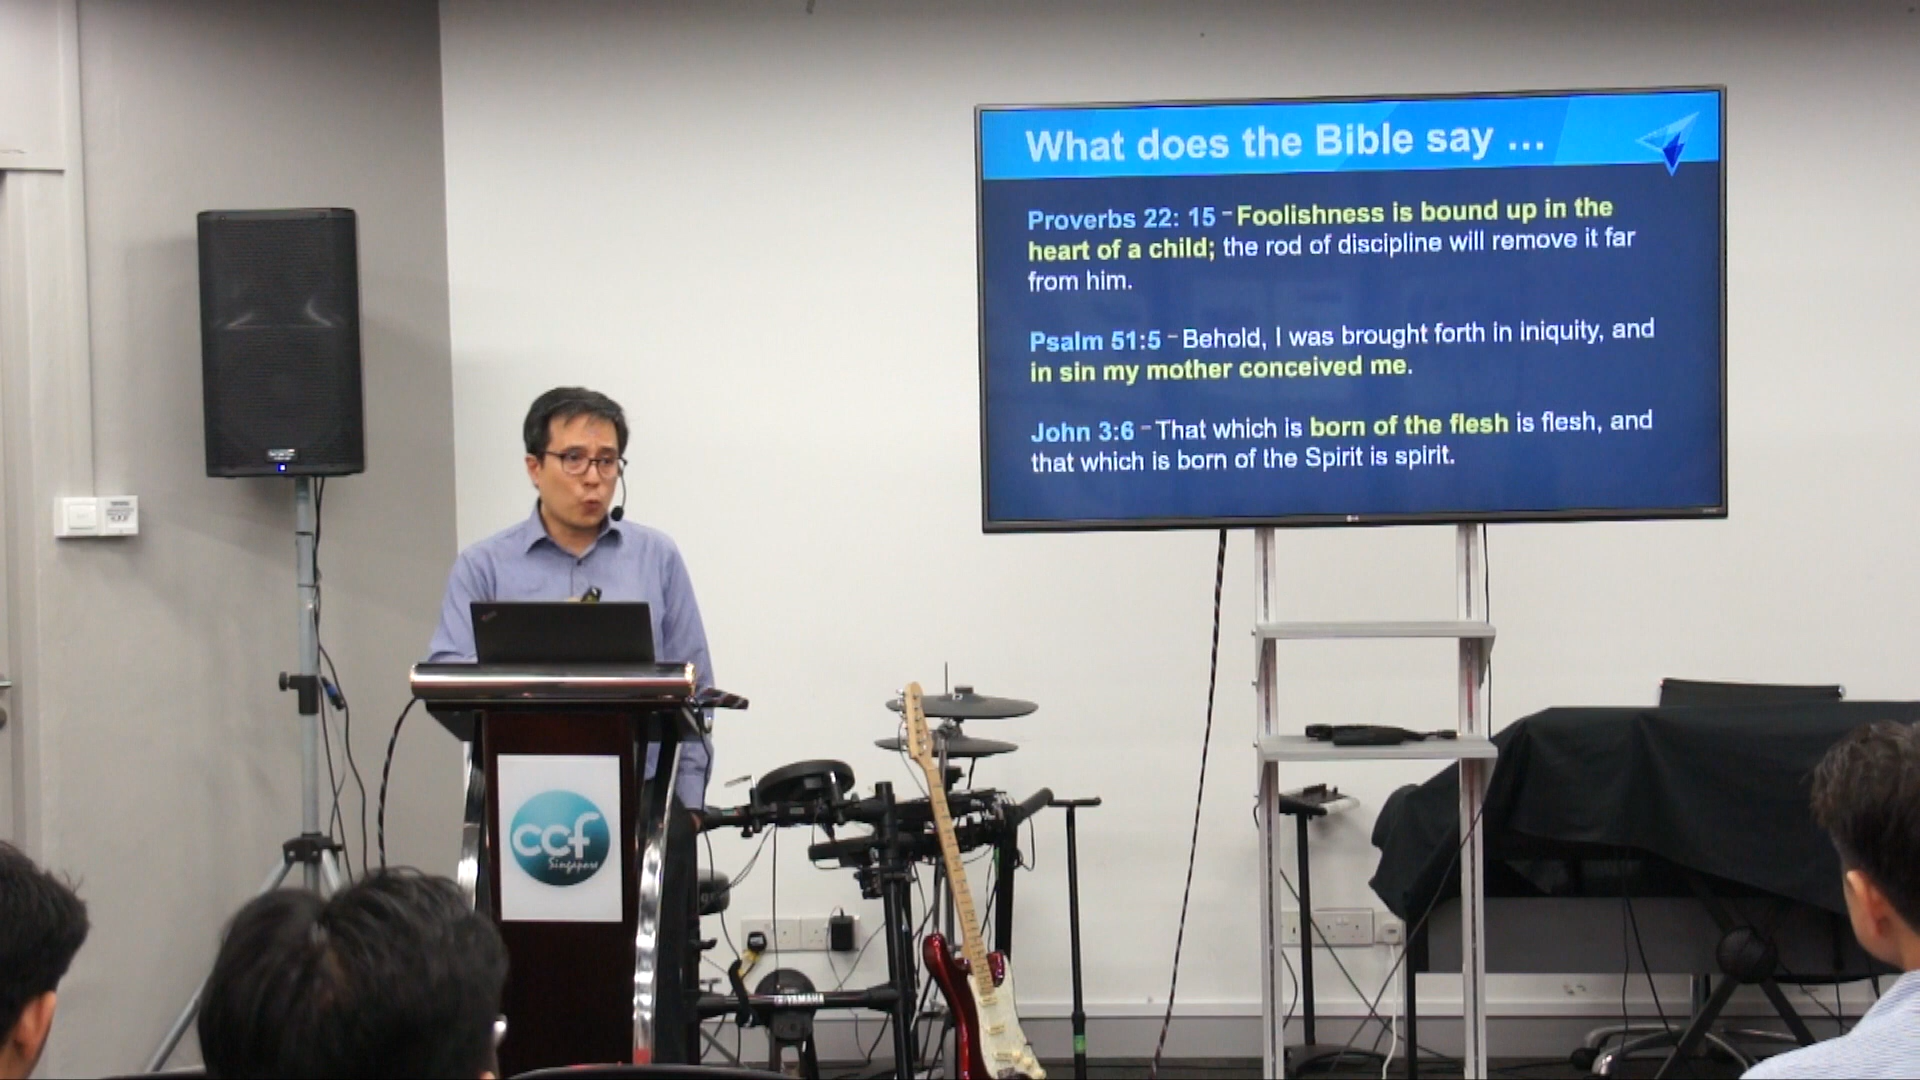 What does the Bible say ...
Proverbs 22: 15 – Foolishness is bound up in the
heart of a child; the rod of discipline will remove it far
from him.
Psalm 51:5 – Behold, I was brought forth in iniquity, and
in sin my mother conceived me.
John 3:6 – That which is born of the flesh is flesh, and
that which is born of the Spirit is spirit.
ccf
Singapore
YAMAHA